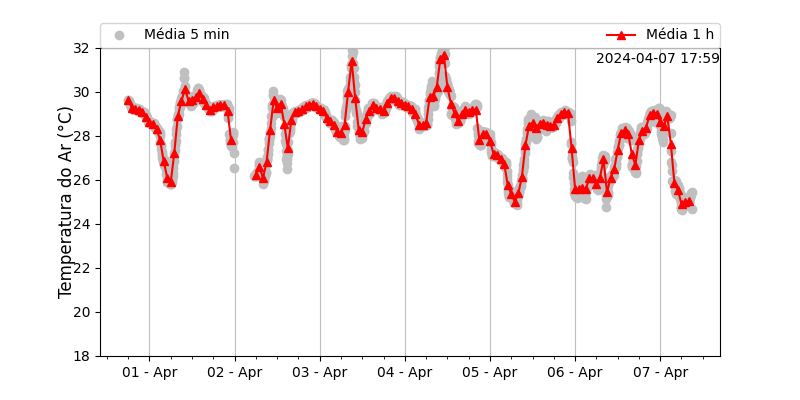 Média 5 min
Média 1 h
2024-04-07 17:59
Temperatura do Ar (°C)
32
30
28
26
24
22
20
18
01 - Apr
02 - Apr
03 - Apr
04 - Apr
05 - Apr
06 - Apr
07 - Apr